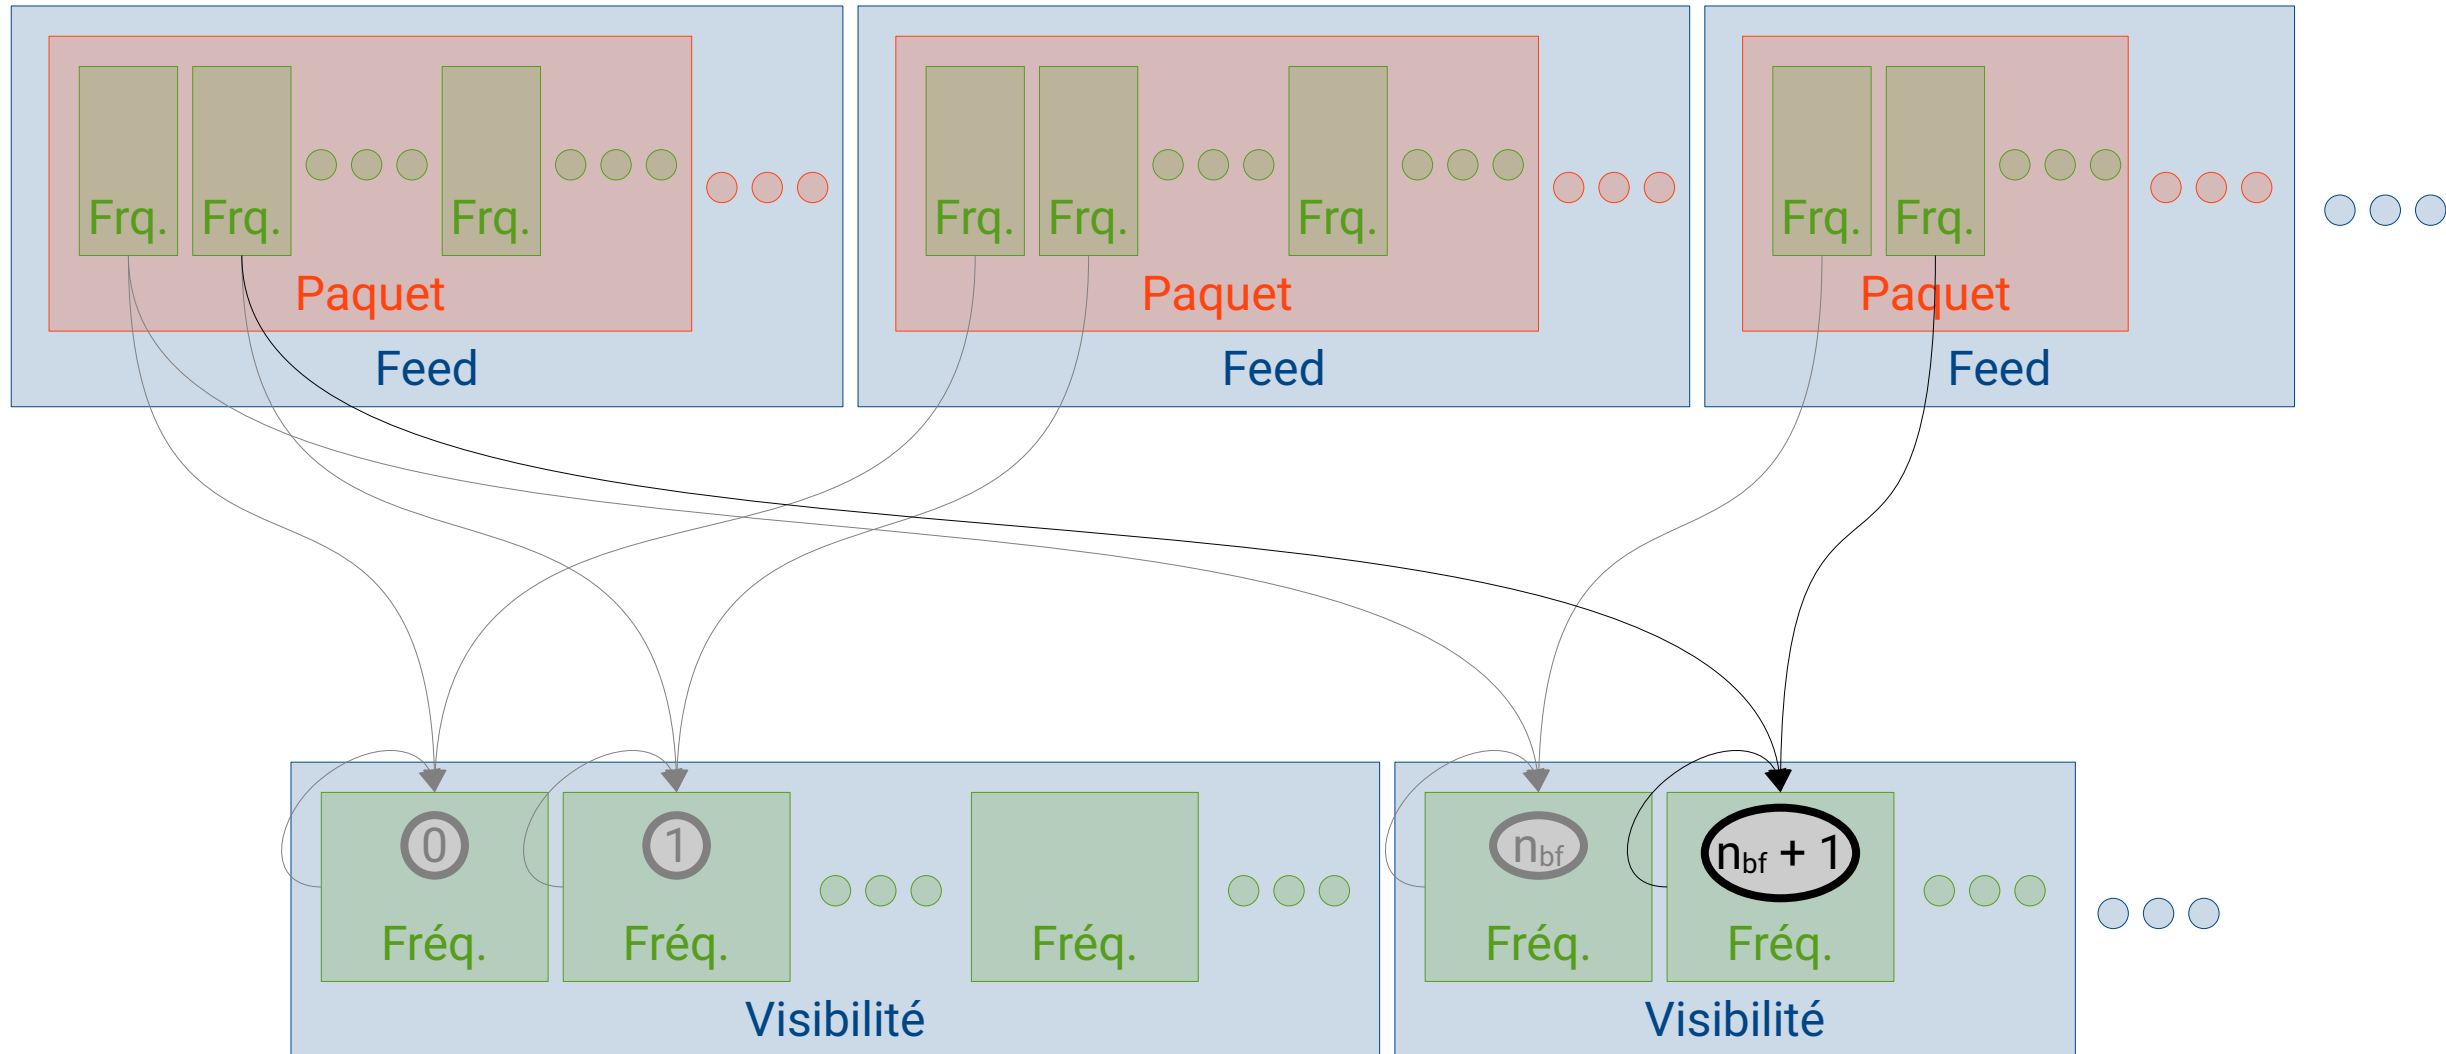 Frq. Frq. Frq. Frq. Frq. Frq. Frq. Frq.
Paquet Paquet Paquet
Feed Feed Feed
0 1 nbf nbf + 1
Fréq. Fréq. Fréq. Fréq. Fréq.
Visibilité Visibilité